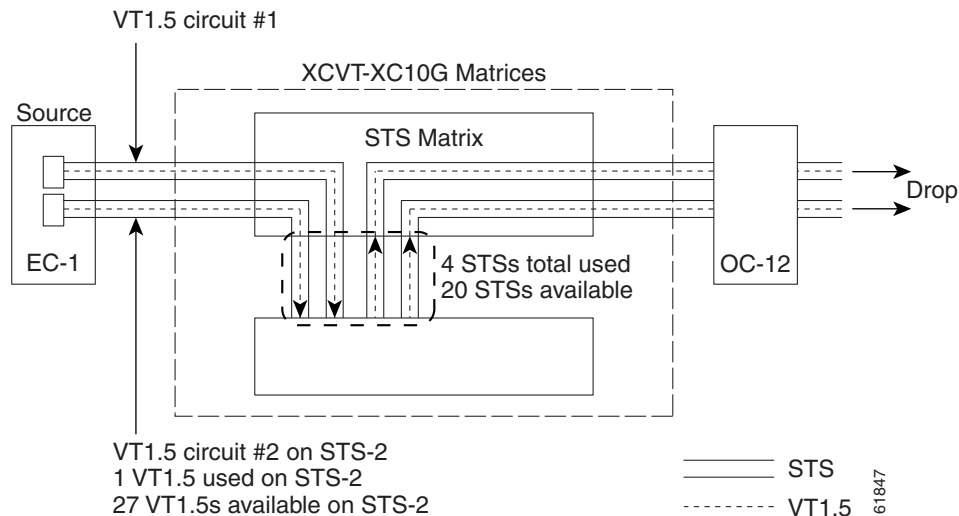 VT1.5 circuit #1
XCVT-XC10G Matrices
Source
STS Matrix
Drop
EC-1
4 STSs total used
20 STSs available
OC-12
VT1.5 circuit #2 on STS-2
1 VT1.5 used on STS-2
27 VT1.5s available on STS-2
STS
VT1.5
61847